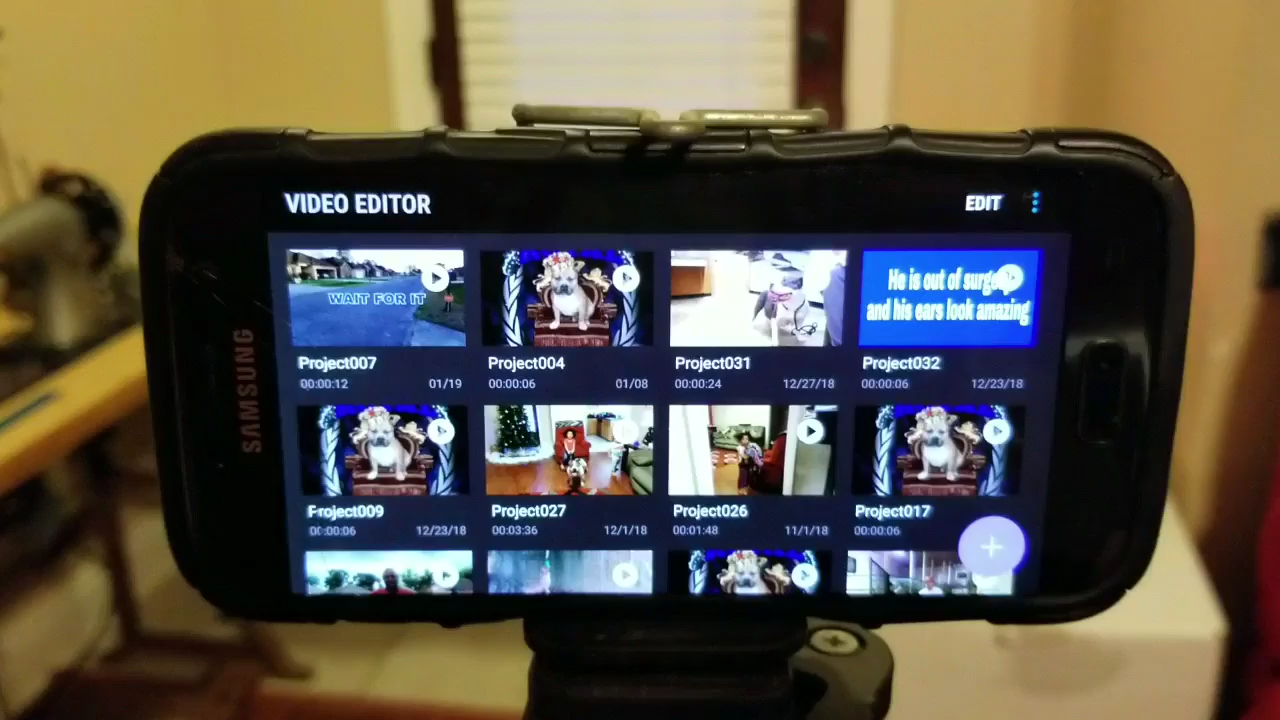 VIDEO EDITOR
EDIT
WAIT FOR IT
He is out of
and his ears look amazing
Project007
00:00:12 01/19
Project004
00:00:06 01/08
Project031
00:00:24 12/27/18
Project032
00:00:06 12/23/18
Project009
00:00:06 12/23/18
Project027
00:03:36 12/1/18
Project026
00:01:48 11/1/18
Project017
00:00:06
SAMSUNG